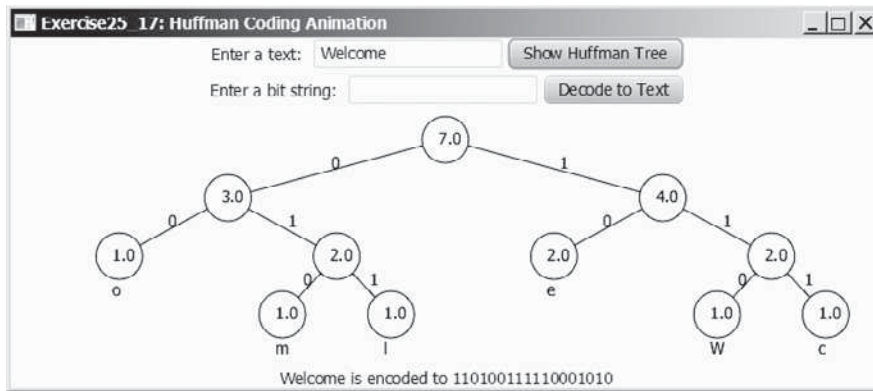 Exercise25_17: Huffman Coding Animation
Enter a text: Welcome Show Huffman Tree
Enter a bit string: Decode to Text
7.0
0 1
3.0 4.0
0 1 0 1
1.0 2.0 2.0 2.0
o 0 1 e 0 1
1.0 1.0 1.0 1.0
m l W c
Welcome is encoded to 110100111110001010